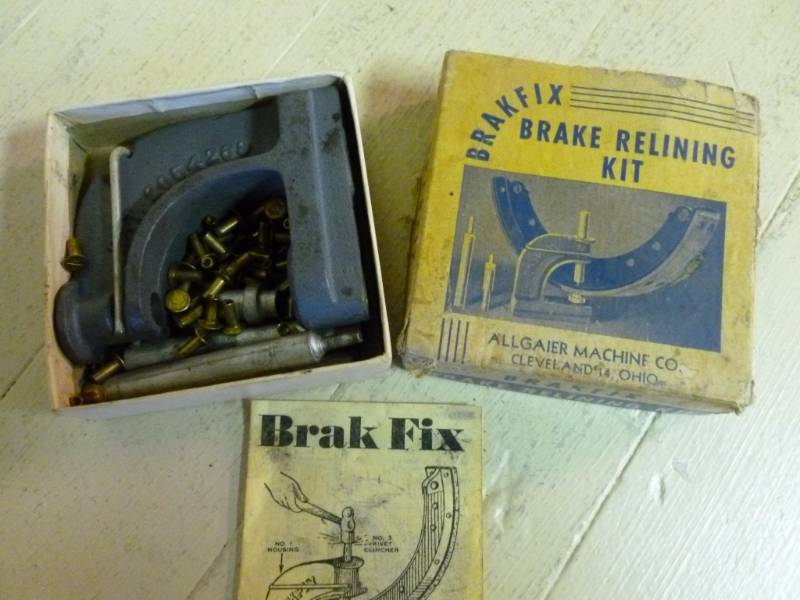 BRAKFIX
BRAKE RELINING
KIT
ALLGAIER MACHINE CO.
CLEVELAND 14, OHIO
BRAKFIX
Brak Fix
NO. 1
HOUSING
NO. 3
RIVET
CLINCHER